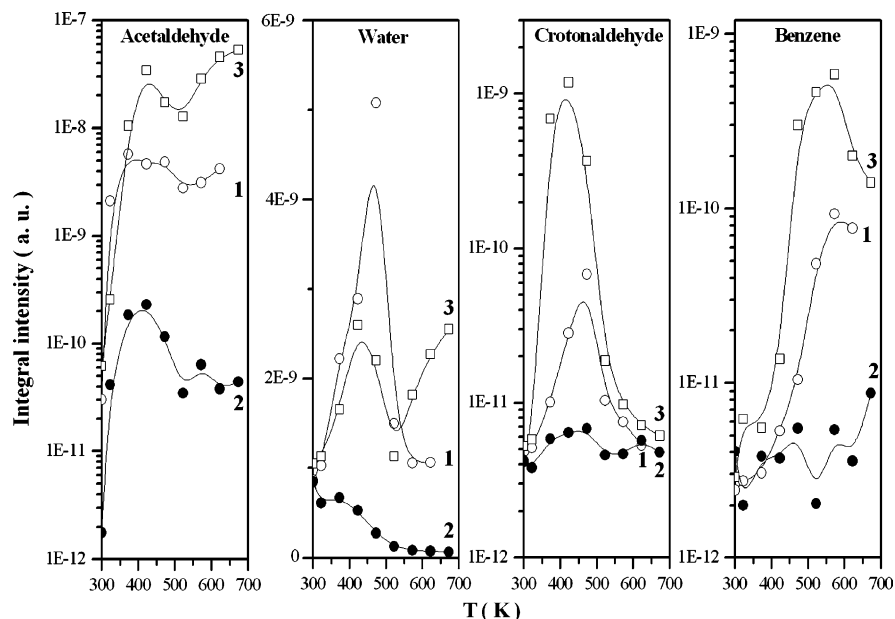 Acetaldehyde
Water
Crotonaldehyde
Benzene
Integral intensity ( a. u. )
1E-7
1E-8
1E-9
1E-10
1E-11
1E-12
3
1
2
300 400 500 600 700
6E-9
4E-9
2E-9
0
3
1
2
300 400 500 600 700
1E-9
1E-10
1E-11
1E-12
3
1 2
300 400 500 600 700
1E-9
1E-10
1E-11
1E-12
3
1
2
300 400 500 600 700
T ( K )